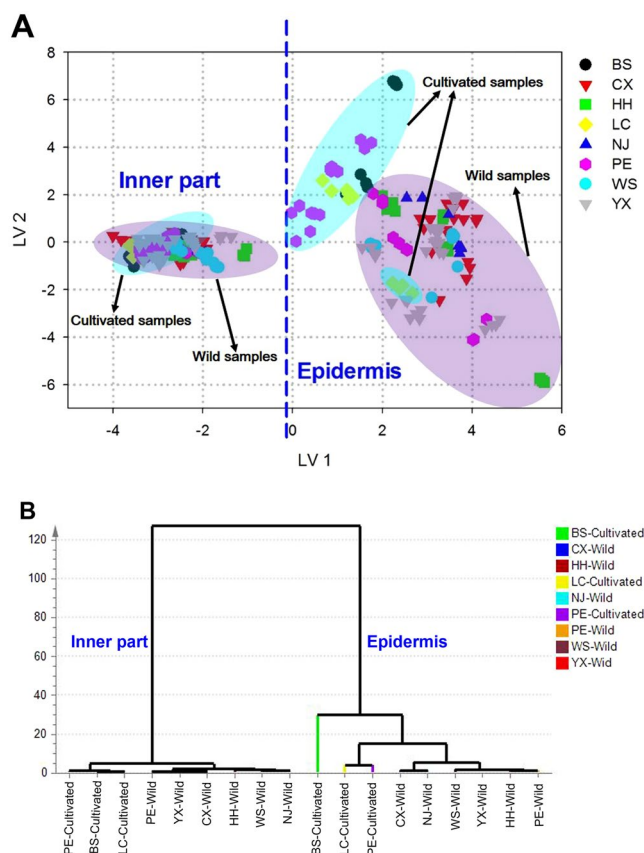 A
8
6
4
2
0
-2
-4
-6
LV 2
-4
-2
0
2
4
6
LV 1
Inner part
Epidermis
Cultivated samples
Wild samples
Cultivated samples
Wild samples
BS
CX
HH
LC
NJ
PE
WS
YX
B
120
100
80
60
40
20
0
Inner part
Epidermis
BS-Cultivated
CX-Wild
HH-Wild
LC-Cultivated
NJ-Wild
PE-Cultivated
PE-Wild
WS-Wild
YX-Wid
PE-Cultivated
BS-Cultivated
LC-Cultivated
PE-Wild
YX-Wild
CX-Wild
HH-Wild
WS-Wild
NJ-Wild
BS-Cultivated
LC-Cultivated
PE-Cultivated
CX-Wild
NJ-Wild
WS-Wild
YX-Wild
HH-Wild
PE-Wild